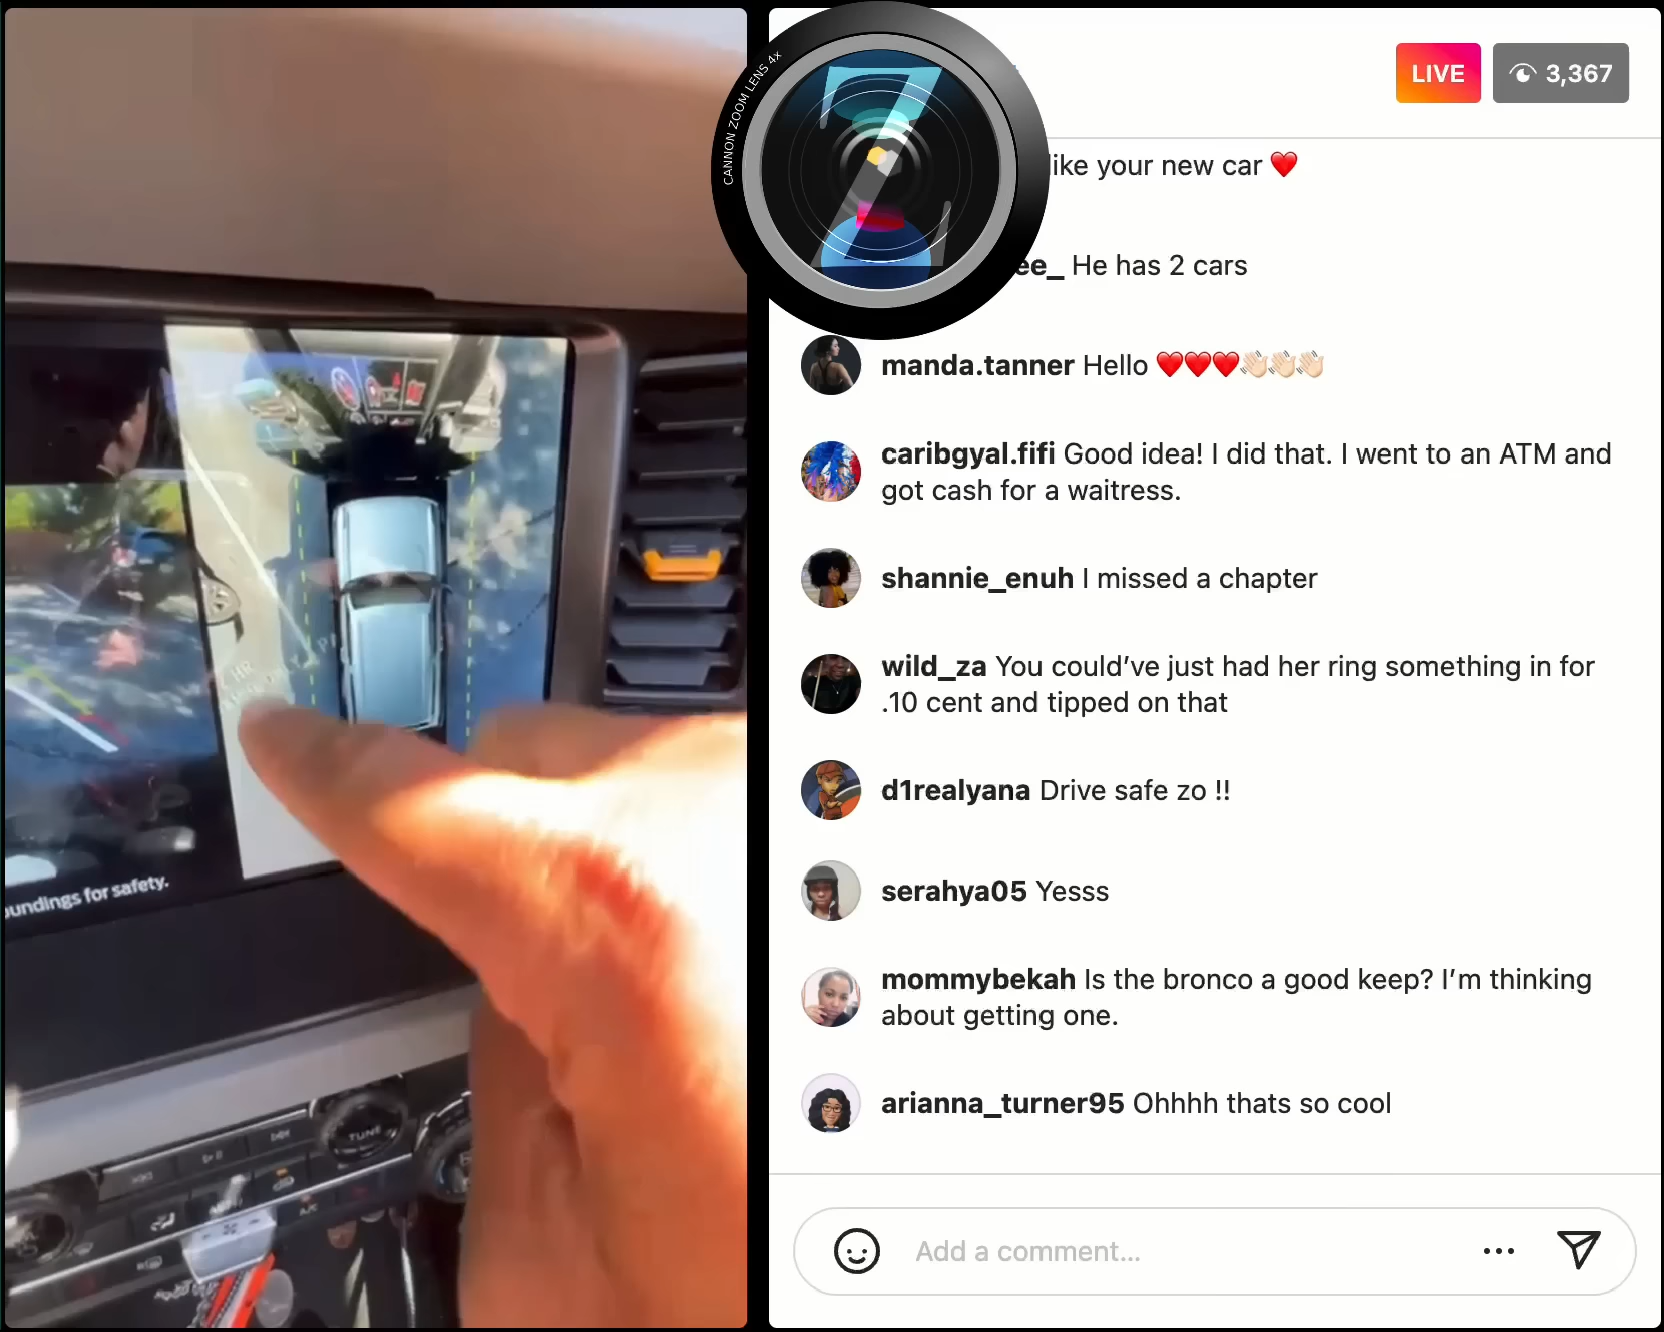 CANNON ZOOM LENS 4x
Z
LIVE
3,367
like your new car ❤️
ee_ He has 2 cars
manda.tanner Hello ❤️❤️❤️👋🏻👋🏻👋🏻
caribgyal.fifi Good idea! I did that. I went to an ATM and
got cash for a waitress.
shannie_enuh I missed a chapter
wild_za You could’ve just had her ring something in for
.10 cent and tipped on that
d1realyana Drive safe zo !!
serahya05 Yesss
mommybekah Is the bronco a good keep? I’m thinking
about getting one.
arianna_turner95 Ohhhh thats so cool
Add a comment...
HR
oundings for safety.
TUNE
A/C